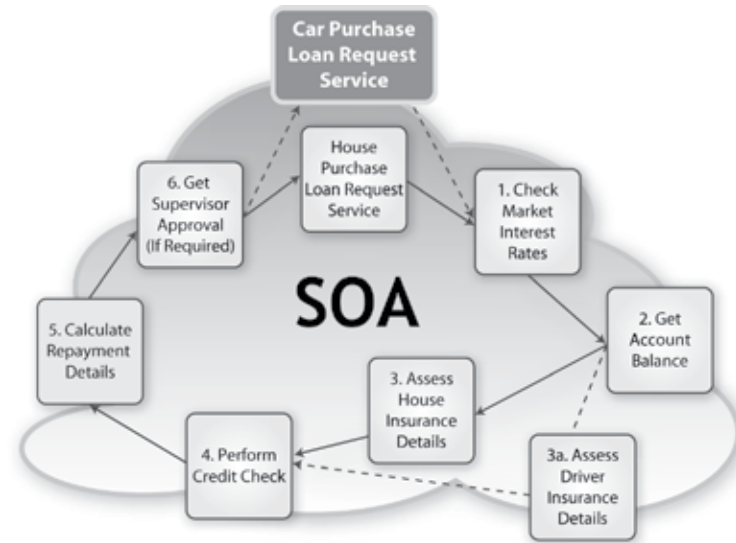 Car Purchase
Loan Request
Service
House
Purchase
Loan Request
Service
6. Get
Supervisor
Approval
(If Required)
1. Check
Market
Interest
Rates
SOA
5. Calculate
Repayment
Details
2. Get
Account
Balance
3. Assess
House
Insurance
Details
4. Perform
Credit Check
3a. Assess
Driver
Insurance
Details